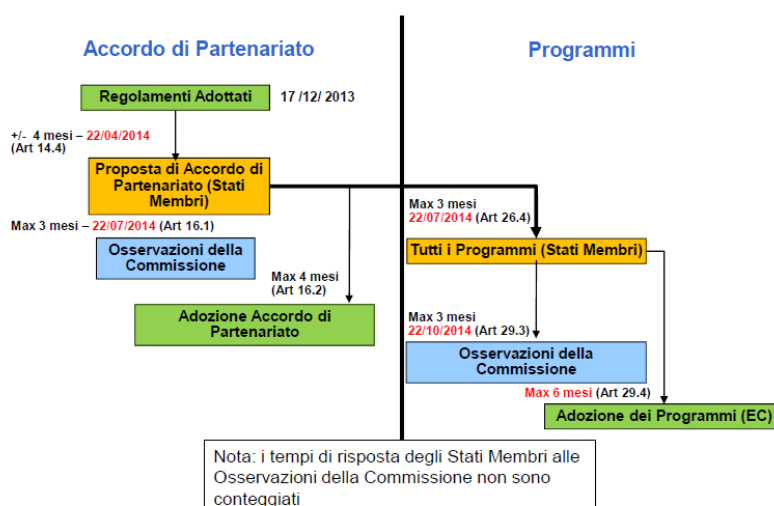 Accordo di Partenariato
Regolamenti Adottati
17 /12/ 2013
+/- 4 mesi – 22/04/2014
(Art 14.4)
Proposta di Accordo di
Partenariato (Stati
Membri)
Max 3 mesi – 22/07/2014 (Art 16.1)
Osservazioni della
Commissione
Max 4 mesi
(Art 16.2)
Adozione Accordo di
Partenariato
Programmi
Max 3 mesi
22/07/2014 (Art 26.4)
Tutti i Programmi (Stati Membri)
Max 3 mesi
22/10/2014 (Art 29.3)
Osservazioni della
Commissione
Max 6 mesi (Art 29.4)
Adozione dei Programmi (EC)
Nota: i tempi di risposta degli Stati Membri alle
Osservazioni della Commissione non sono
conteggiati